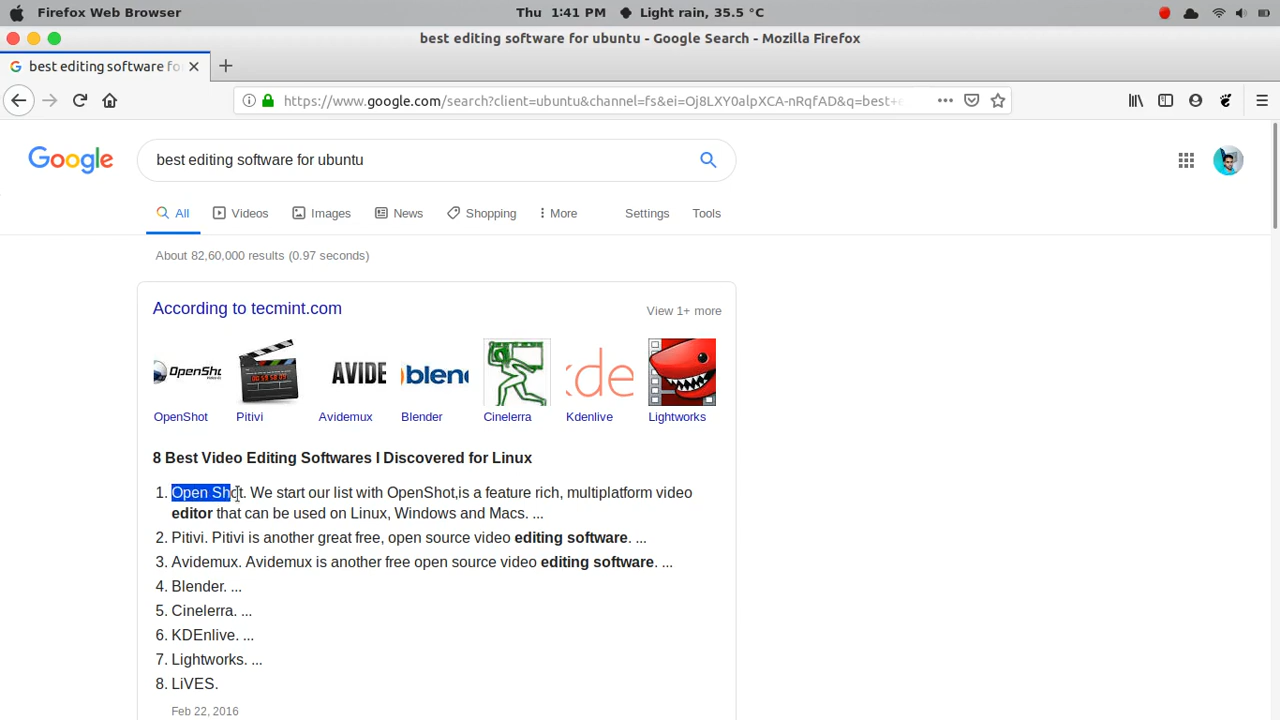 Firefox Web Browser
Thu 1:41 PM Light rain, 35.5 °C
best editing software for ubuntu - Google Search - Mozilla Firefox
best editing software fo
https://www.google.com/search?client=ubuntu&channel=fs&ei=Oj8LXY0alpXCA-nRqfAD&q=best+e
Google
best editing software for ubuntu
All Videos Images News Shopping More Settings Tools
About 82,60,000 results (0.97 seconds)
According to tecmint.com
View 1+ more
OpenSho AVIDE blen kde
OpenShot Pitivi Avidemux Blender Cinelerra Kdenlive Lightworks
8 Best Video Editing Softwares I Discovered for Linux
1. Open Shot. We start our list with OpenShot,is a feature rich, multiplatform video
editor that can be used on Linux, Windows and Macs. ...
2. Pitivi. Pitivi is another great free, open source video editing software. ...
3. Avidemux. Avidemux is another free open source video editing software. ...
4. Blender. ...
5. Cinelerra. ...
6. KDEnlive. ...
7. Lightworks. ...
8. LiVES.
Feb 22, 2016